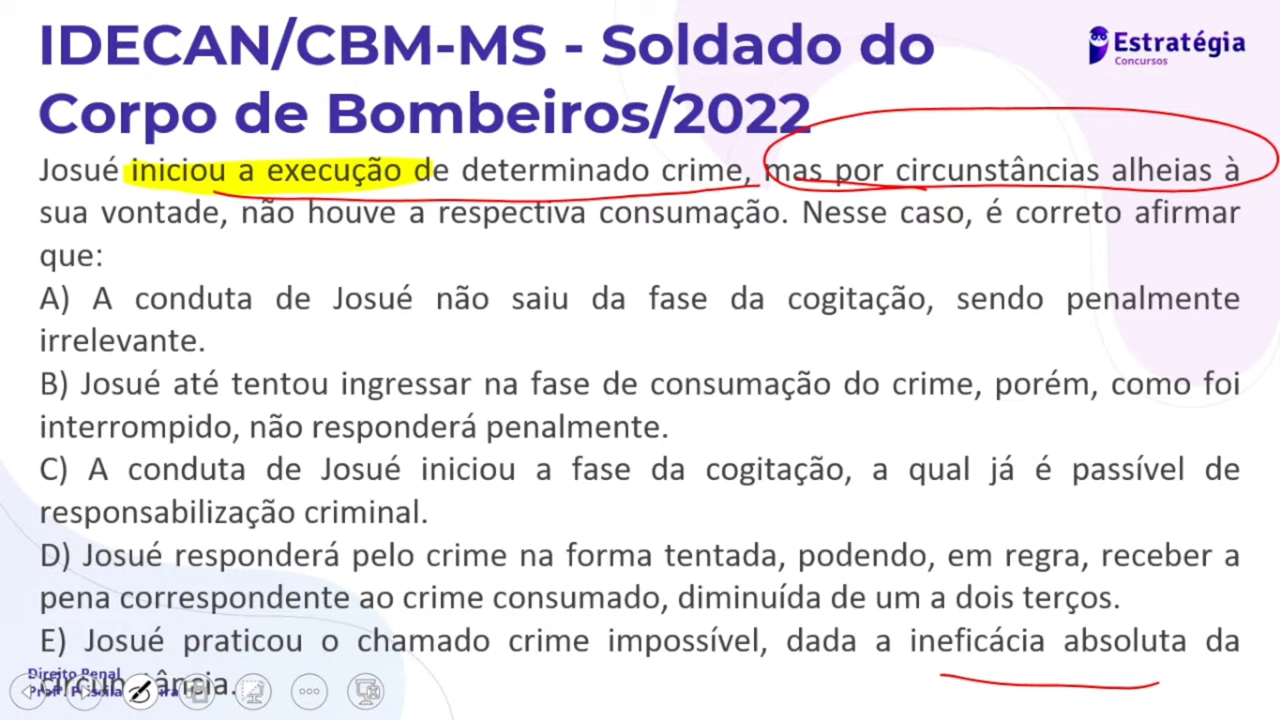 IDECAN/CBM-MS - Soldado do
Corpo de Bombeiros/2022
Estratégia
Concursos
Josué iniciou a execução de determinado crime, mas por circunstâncias alheias à
sua vontade, não houve a respectiva consumação. Nesse caso, é correto afirmar
que:
A) A conduta de Josué não saiu da fase da cogitação, sendo penalmente
irrelevante.
B) Josué até tentou ingressar na fase de consumação do crime, porém, como foi
interrompido, não responderá penalmente.
C) A conduta de Josué iniciou a fase da cogitação, a qual já é passível de
responsabilização criminal.
D) Josué responderá pelo crime na forma tentada, podendo, em regra, receber a
pena correspondente ao crime consumado, diminuída de um a dois terços.
E) Josué praticou o chamado crime impossível, dada a ineficácia absoluta da
circunstância.
Direito Penal